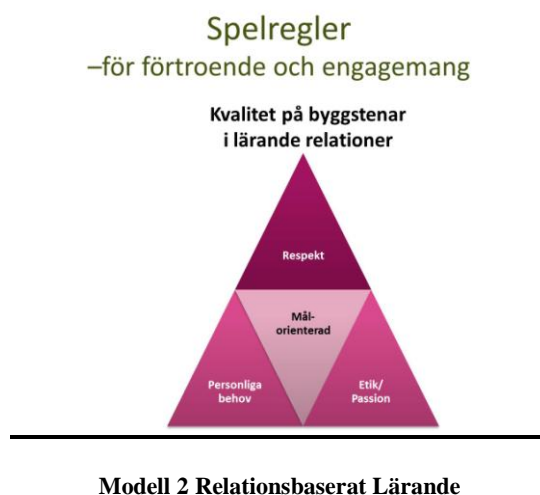 Spelregler
–för förtroende och engagemang
Kvalitet på byggstenar
i lärande relationer
Respekt
Mål-
orienterad
Personliga
behov
Etik/
Passion
Modell 2 Relationsbaserat Lärande